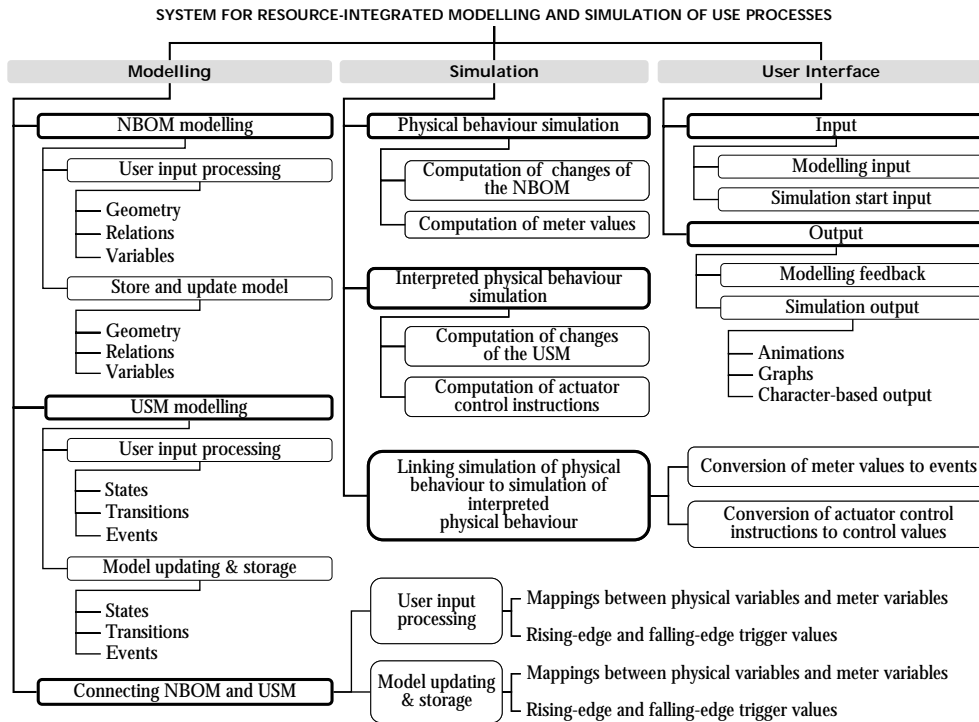 SYSTEM FOR RESOURCE-INTEGRATED MODELLING AND SIMULATION OF USE PROCESSES
Modelling
NBOM modelling
User input processing
Geometry
Relations
Variables
Store and update model
Geometry
Relations
Variables
USM modelling
User input processing
States
Transitions
Events
Model updating & storage
States
Transitions
Events
Connecting NBOM and USM
User input
processing
Mappings between physical variables and meter variables
Rising-edge and falling-edge trigger values
Model updating
& storage
Mappings between physical variables and meter variables
Rising-edge and falling-edge trigger values
Simulation
Physical behaviour simulation
Computation of changes of
the NBOM
Computation of meter values
Interpreted physical behaviour
simulation
Computation of changes
of the USM
Computation of actuator
control instructions
Linking simulation of physical
behaviour to simulation of
interpreted
physical behaviour
Conversion of meter values to events
Conversion of actuator control
instructions to control values
User Interface
Input
Modelling input
Simulation start input
Output
Modelling feedback
Simulation output
Animations
Graphs
Character-based output